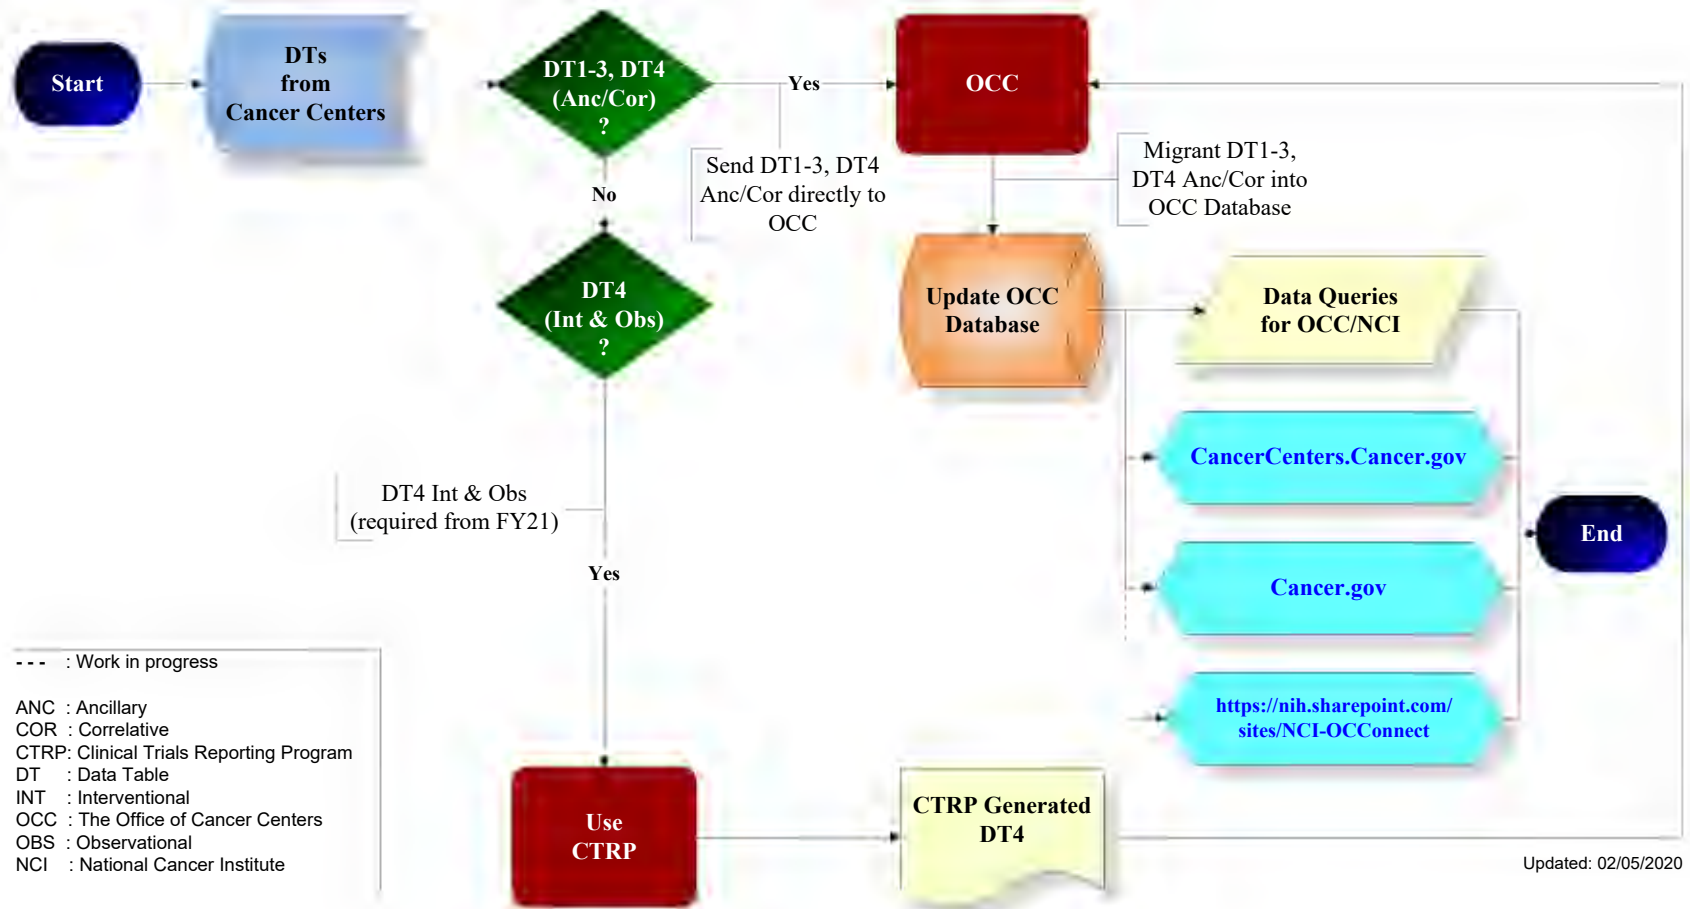 Start
DTs
from
Cancer Centers
DT1-3, DT4
(Anc/Cor)
?
Yes
OCC
Send DT1-3, DT4
Anc/Cor directly to
OCC
Migrant DT1-3,
DT4 Anc/Cor into
OCC Database
No
DT4
(Int & Obs)
?
Update OCC
Database
Data Queries
for OCC/NCI
CancerCenters.Cancer.gov
Cancer.gov
https://nih.sharepoint.com/
sites/NCI-OCConnect
End
DT4 Int & Obs
(required from FY21)
Yes
Use
CTRP
CTRP Generated
DT4
--- : Work in progress
ANC : Ancillary
COR : Correlative
CTRP: Clinical Trials Reporting Program
DT : Data Table
INT : Interventional
OCC : The Office of Cancer Centers
OBS : Observational
NCI : National Cancer Institute
Updated: 02/05/2020